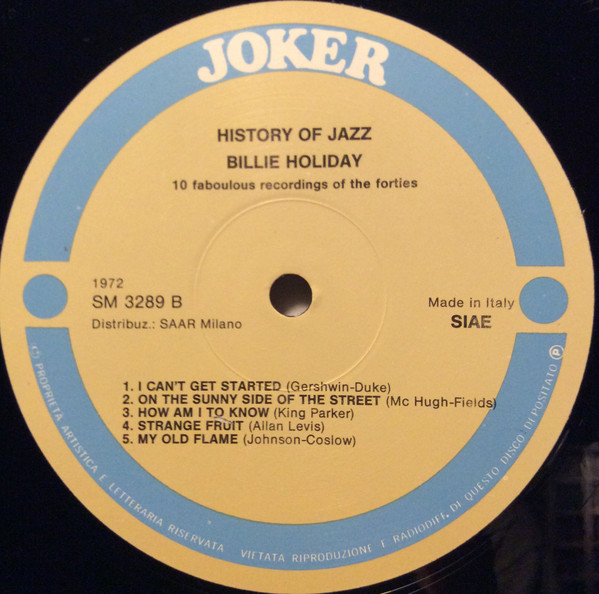 JOKER
HISTORY OF JAZZ
BILLIE HOLIDAY
10 faboulous recordings of the forties
1972
SM 3289 B
Distribuz.: SAAR Milano
Made in Italy
SIAE
1. I CAN'T GET STARTED (Gershwin-Duke)
2. ON THE SUNNY SIDE OF THE STREET (Mc Hugh-Fields)
3. HOW AM I TO KNOW (King Parker)
4. STRANGE FRUIT (Allan Levis)
5. MY OLD FLAME (Johnson-Coslow)
(C) PROPRIETA ARTISTICA E LETTERARIA RISERVATA VIETATA RIPRODUZIONE E RADIODIFF. DI QUESTO DISCO DEPOSITATO Ⓟ